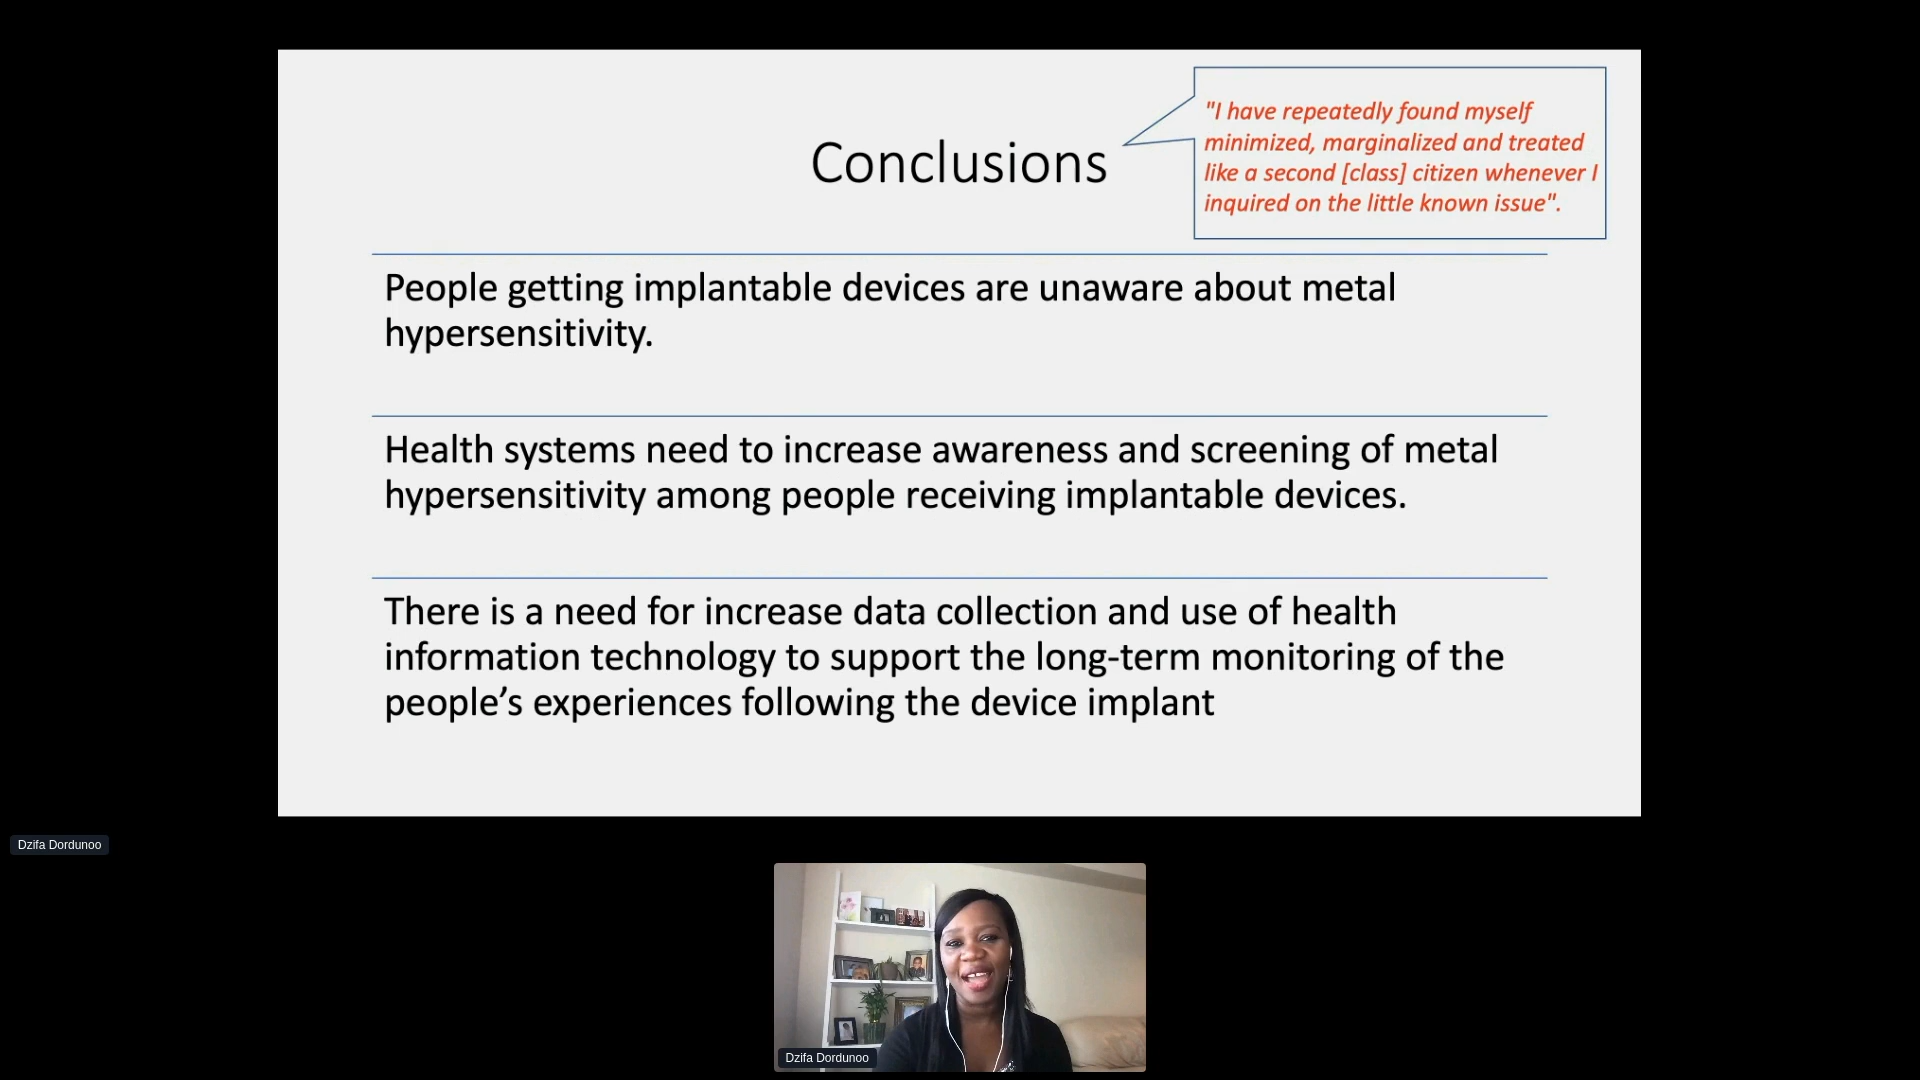 Conclusions
"I have repeatedly found myself
minimized, marginalized and treated
like a second [class] citizen whenever I
inquired on the little known issue".
People getting implantable devices are unaware about metal
hypersensitivity.
Health systems need to increase awareness and screening of metal
hypersensitivity among people receiving implantable devices.
There is a need for increase data collection and use of health
information technology to support the long-term monitoring of the
people’s experiences following the device implant
Dzifa Dordunoo
Dzifa Dordunoo